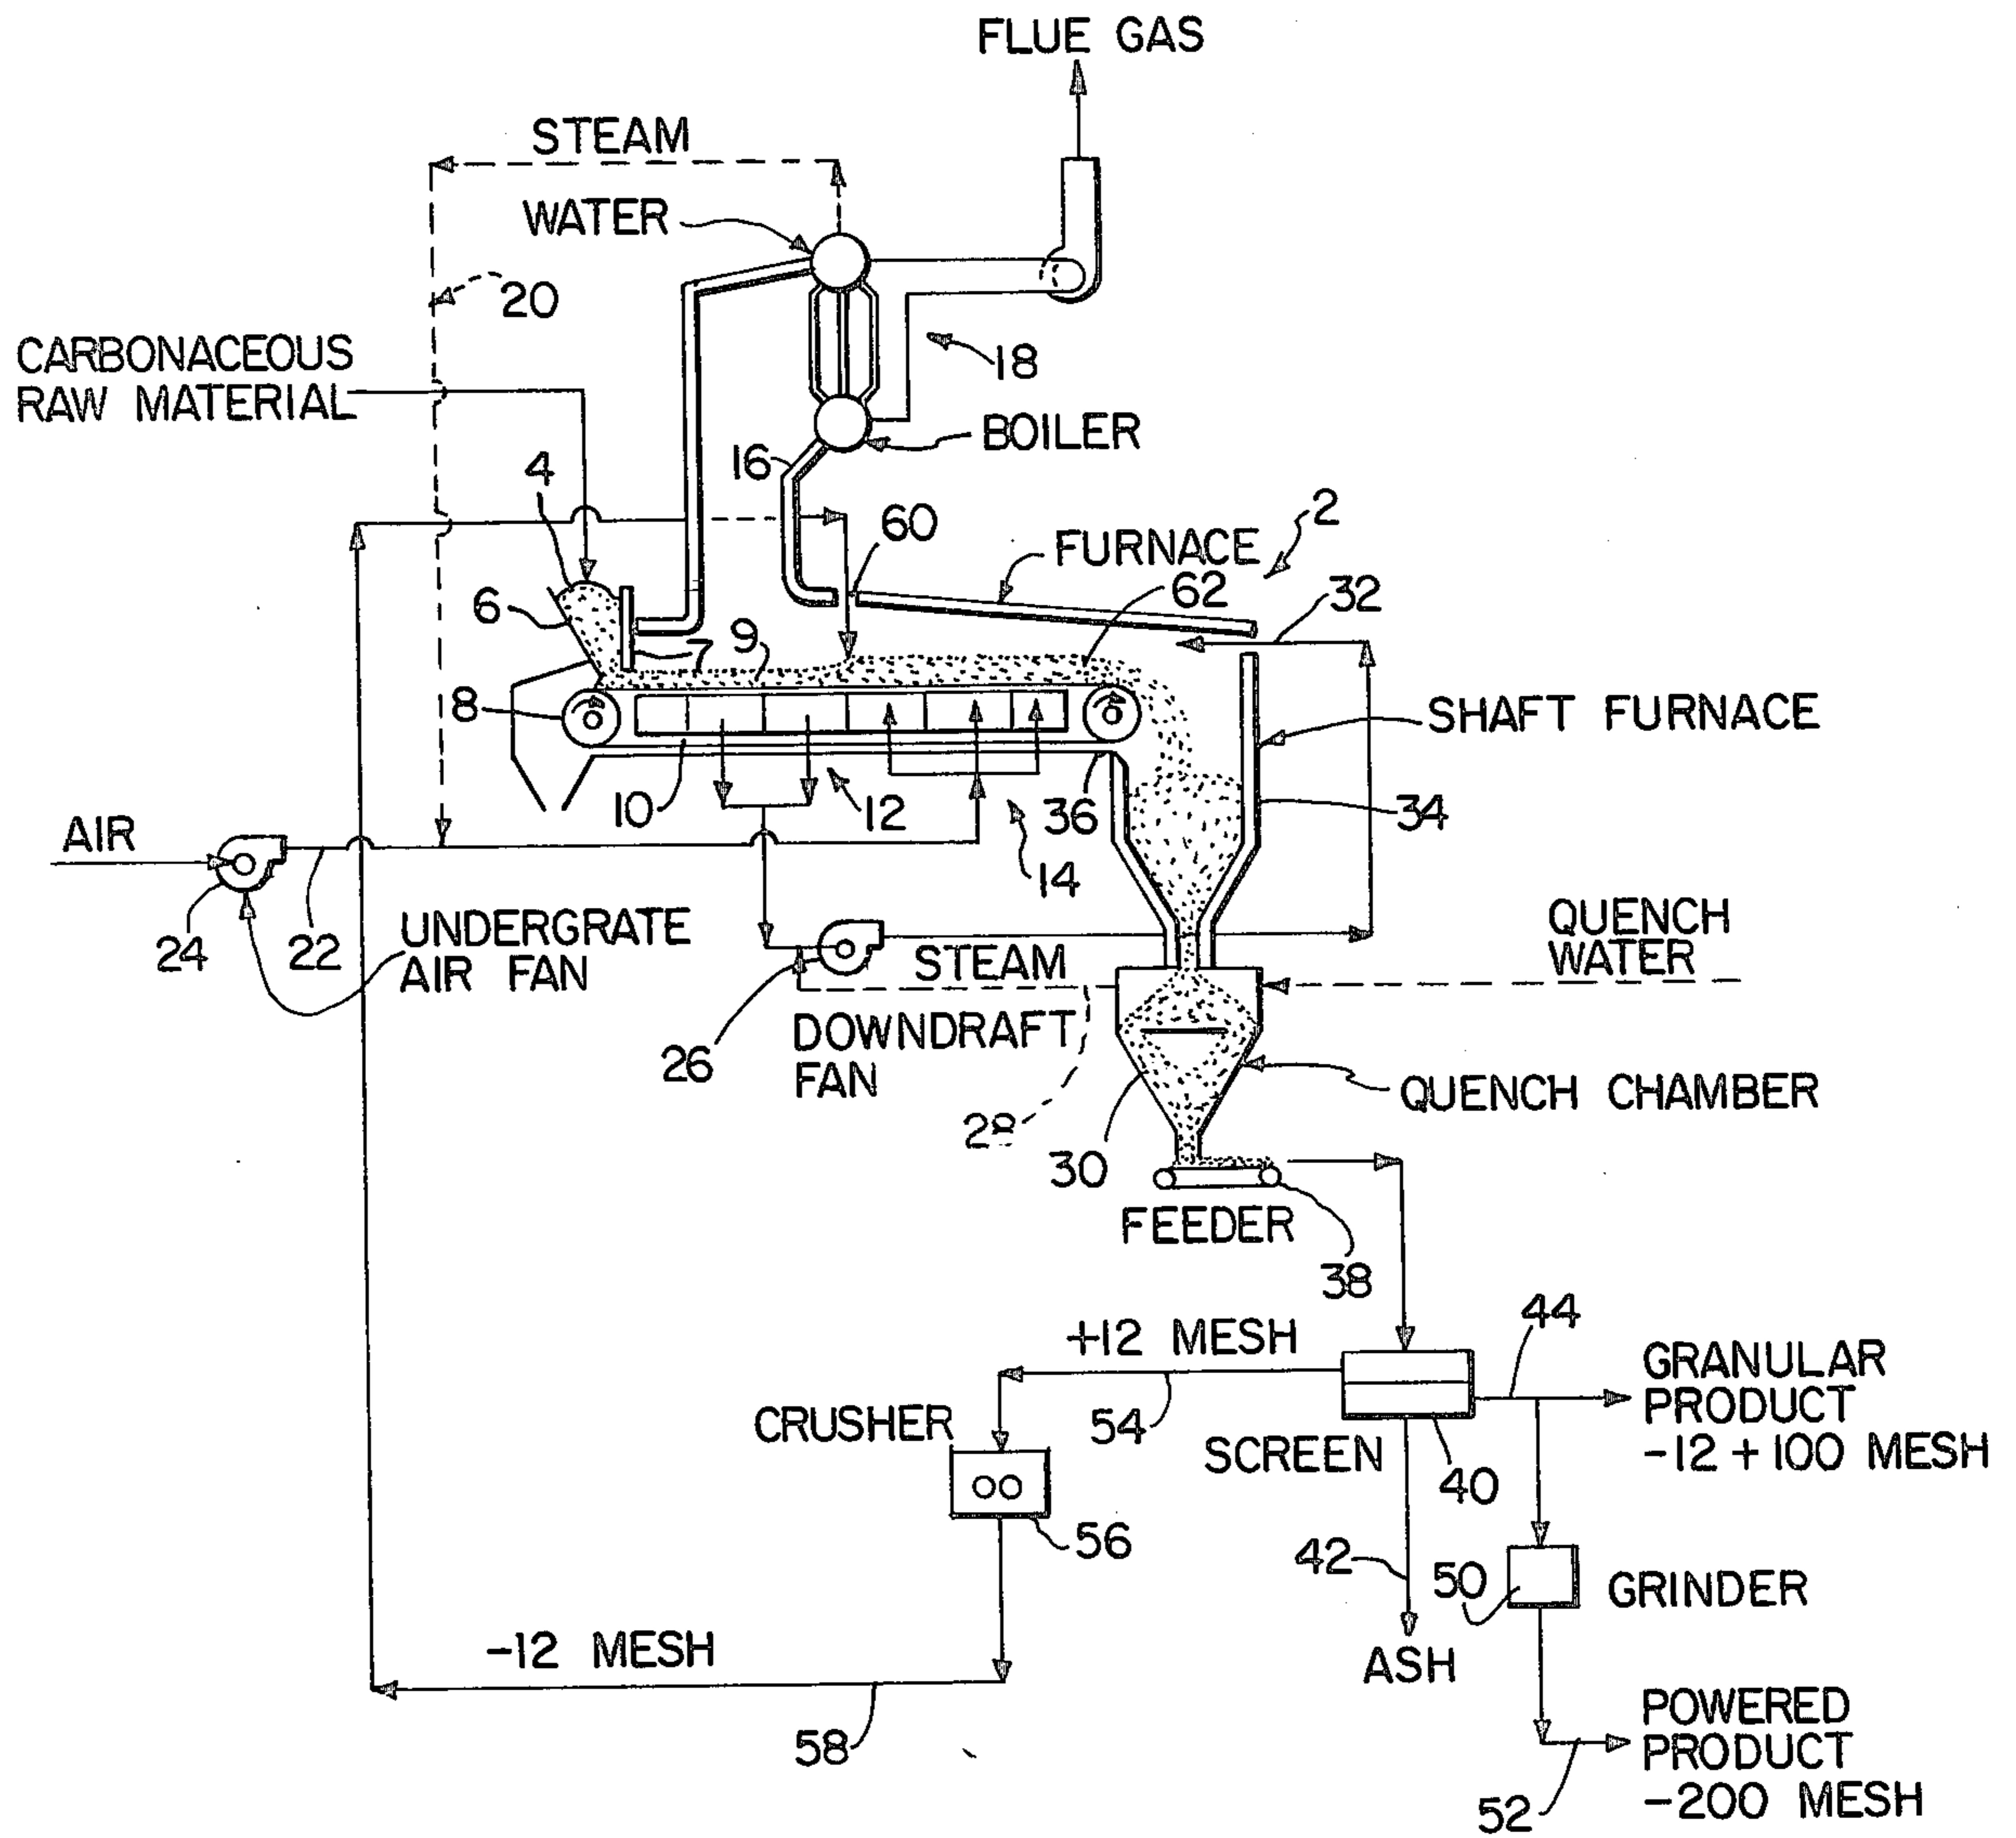 FLUE GAS
STEAM
WATER
20
18
CARBONACEOUS
RAW MATERIAL
BOILER
16
4
60
2
FURNACE
62
32
6
7
9
8
SHAFT FURNACE
10
12
36
34
AIR
14
24
22
UNDERGRATE
AIR FAN
STEAM
QUENCH
WATER
26
DOWNDRAFT
FAN
28
QUENCH CHAMBER
30
FEEDER
38
+12 MESH
44
GRANULAR
PRODUCT
-12 +100 MESH
CRUSHER
54
SCREEN
40
56
42
50
GRINDER
-12 MESH
ASH
58
POWERED
PRODUCT
-200 MESH
52